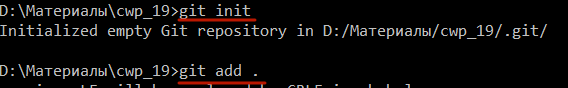 D:\Материалы\cwp_19>git init
Initialized empty Git repository in D:/Материалы/cwp_19/.git/
D:\Материалы\cwp_19>git add .